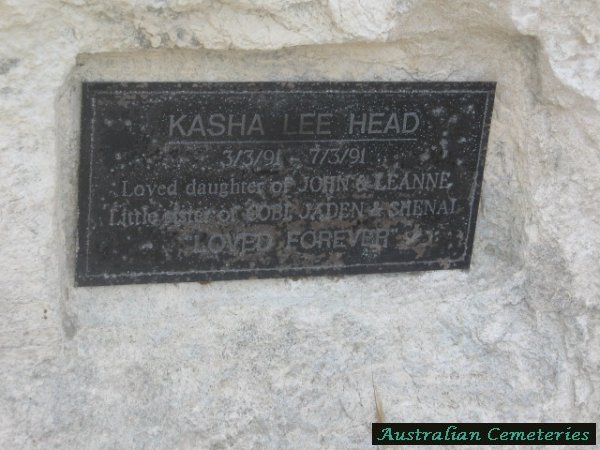 KASHA LEE HEAD
3/3/91 - 7/3/91
Loved daughter of JOHN & LEANNE
Little sister of JADEN & SHENAI
LOVED FOREVER
Australian Cemeteries